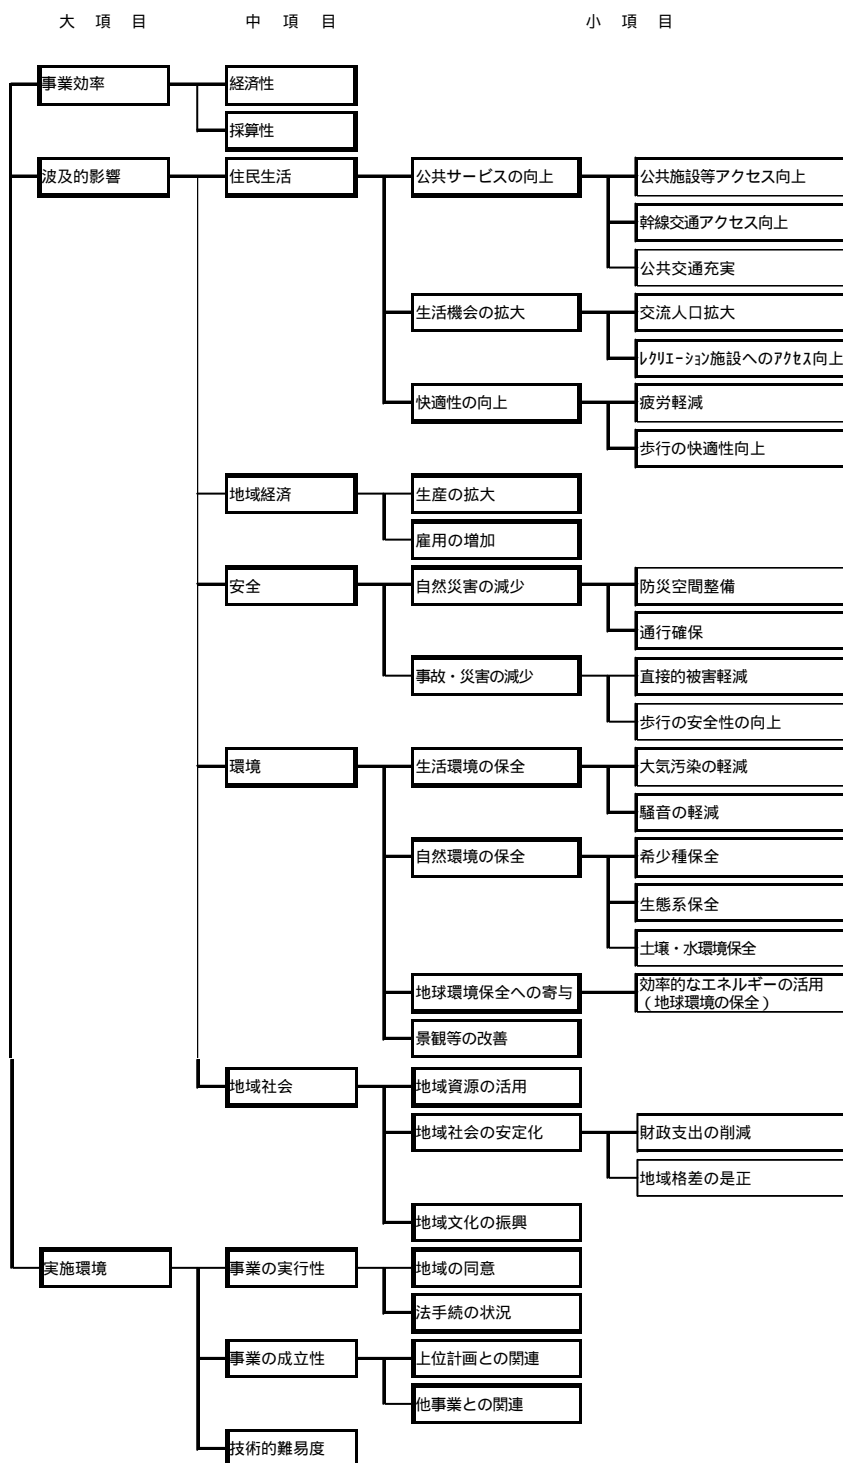 大 項 目 中 項 目 小 項 目
事業効率 経済性
採算性
波及的影響 住民生活 公共サービスの向上 公共施設等アクセス向上
幹線交通アクセス向上
公共交通充実
生活機会の拡大 交流人口拡大
ﾚｸﾘｴｰｼｮﾝ施設へのｱｸｾｽ向上
快適性の向上 疲労軽減
歩行の快適性向上
地域経済 生産の拡大
雇用の増加
安全 自然災害の減少 防災空間整備
通行確保
事故・災害の減少 直接的被害軽減
歩行の安全性の向上
環境 生活環境の保全 大気汚染の軽減
騒音の軽減
自然環境の保全 希少種保全
生態系保全
土壌・水環境保全
地球環境保全への寄与 効率的なエネルギーの活用
（地球環境の保全）
景観等の改善
地域社会 地域資源の活用
地域社会の安定化 財政支出の削減
地域格差の是正
地域文化の振興
実施環境 事業の実行性 地域の同意
法手続の状況
事業の成立性 上位計画との関連
他事業との関連
技術的難易度